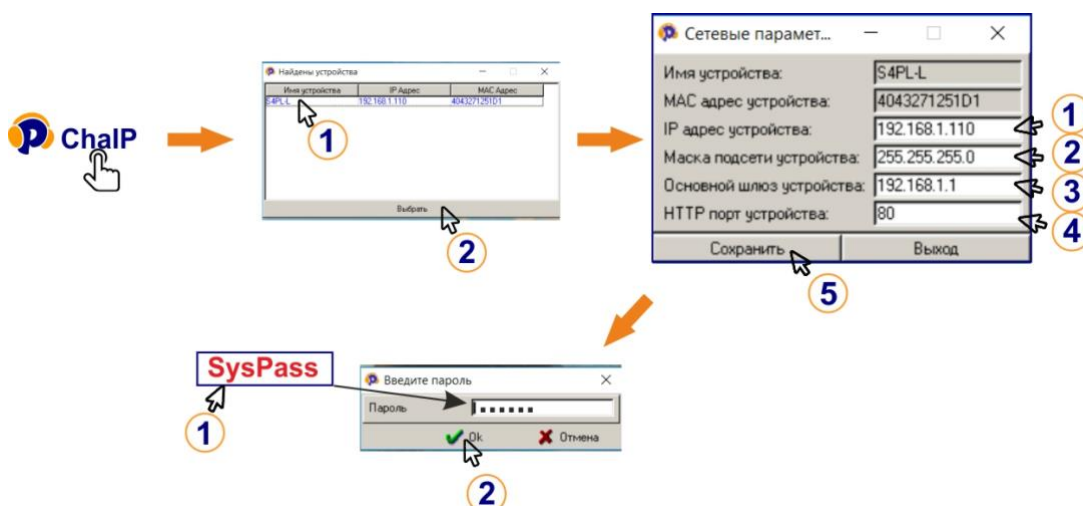 ChaIP
Найдены устройства
Имя устройства IP Адрес MAC Адрес
S4PL-L 192.168.1.110 4043271251D1
1
Выбрать
2
Сетевые парамет...
Имя устройства: S4PL-L
MAC адрес устройства: 4043271251D1
IP адрес устройства: 192.168.1.110 1
Маска подсети устройства: 255.255.255.0 2
Основной шлюз устройства: 192.168.1.1 3
HTTP порт устройства: 80 4
Сохранить Выход
5
SysPass
1
Введите пароль
Пароль
Ok Отмена
2